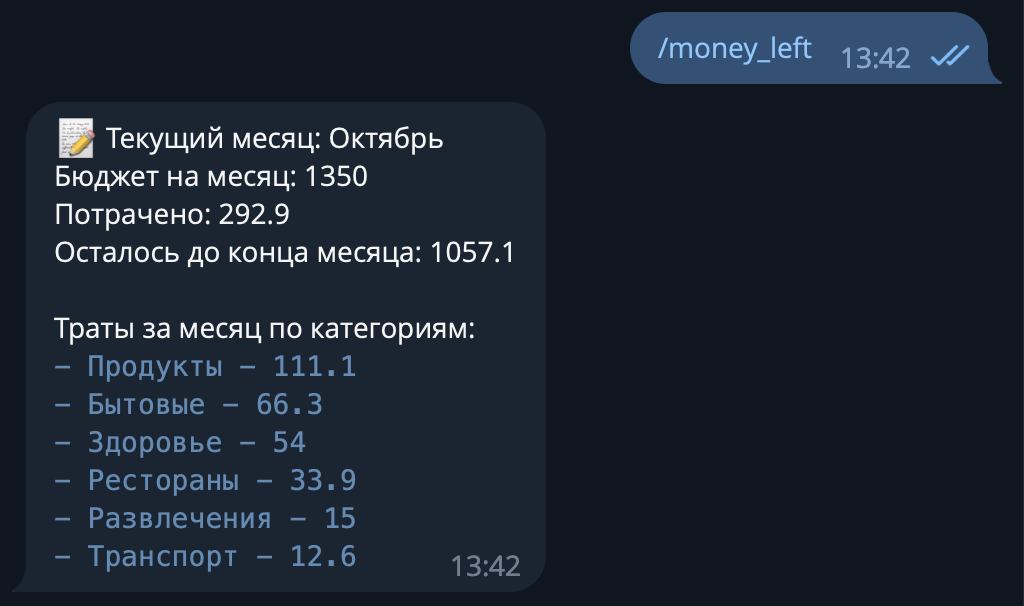 /money_left 13:42
📝 Текущий месяц: Октябрь
Бюджет на месяц: 1350
Потрачено: 292.9
Осталось до конца месяца: 1057.1
Траты за месяц по категориям:
– Продукты – 111.1
– Бытовые – 66.3
– Здоровье – 54
– Рестораны – 33.9
– Развлечения – 15
– Транспорт – 12.6
13:42